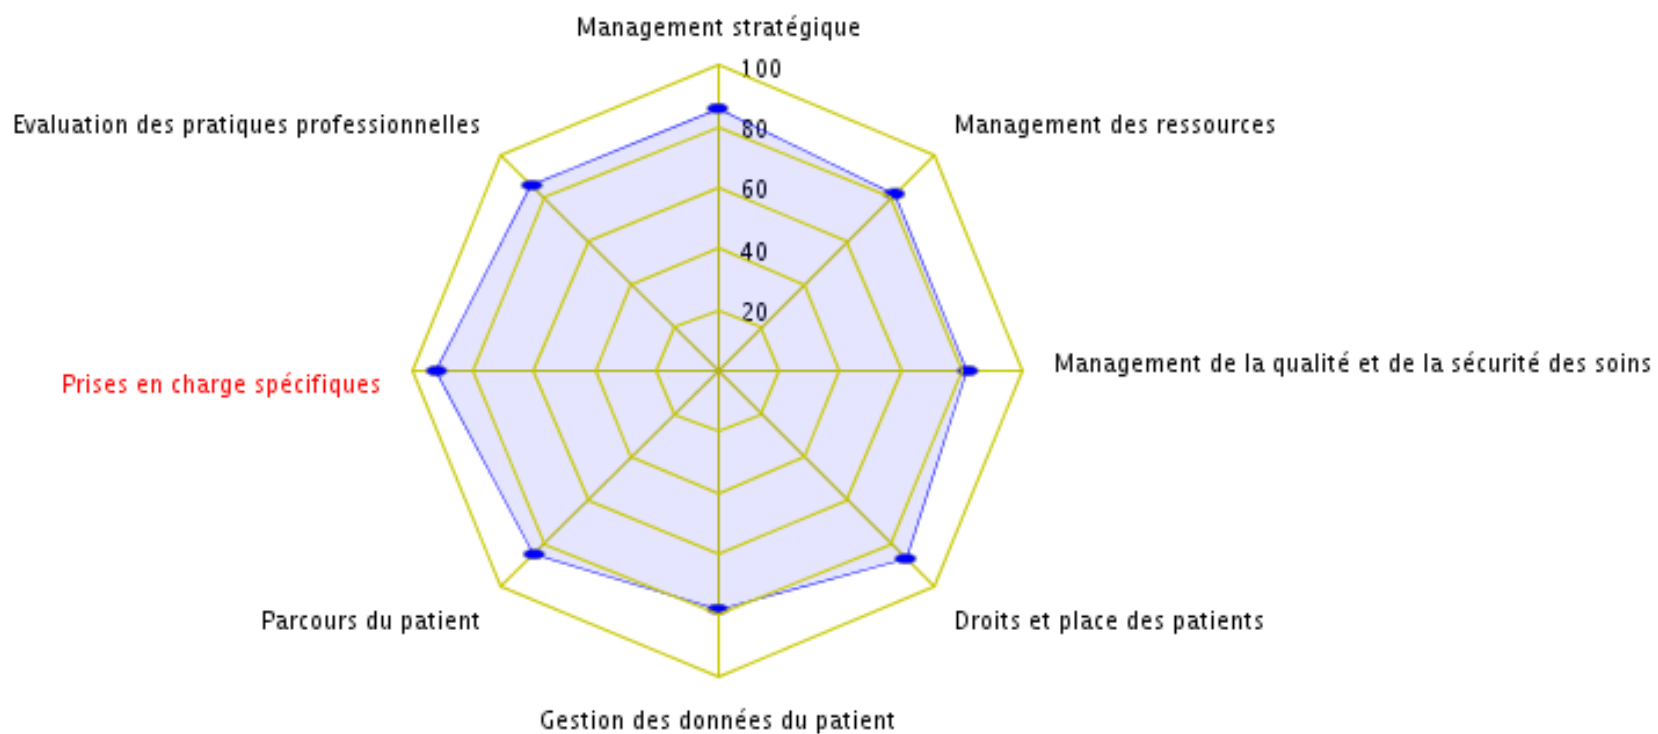 Management stratégique
100
Evaluation des pratiques professionnelles
80
Management des ressources
60
40
20
Management de la qualité et de la sécurité des soins
Prises en charge spécifiques
Parcours du patient
Droits et place des patients
Gestion des données du patient